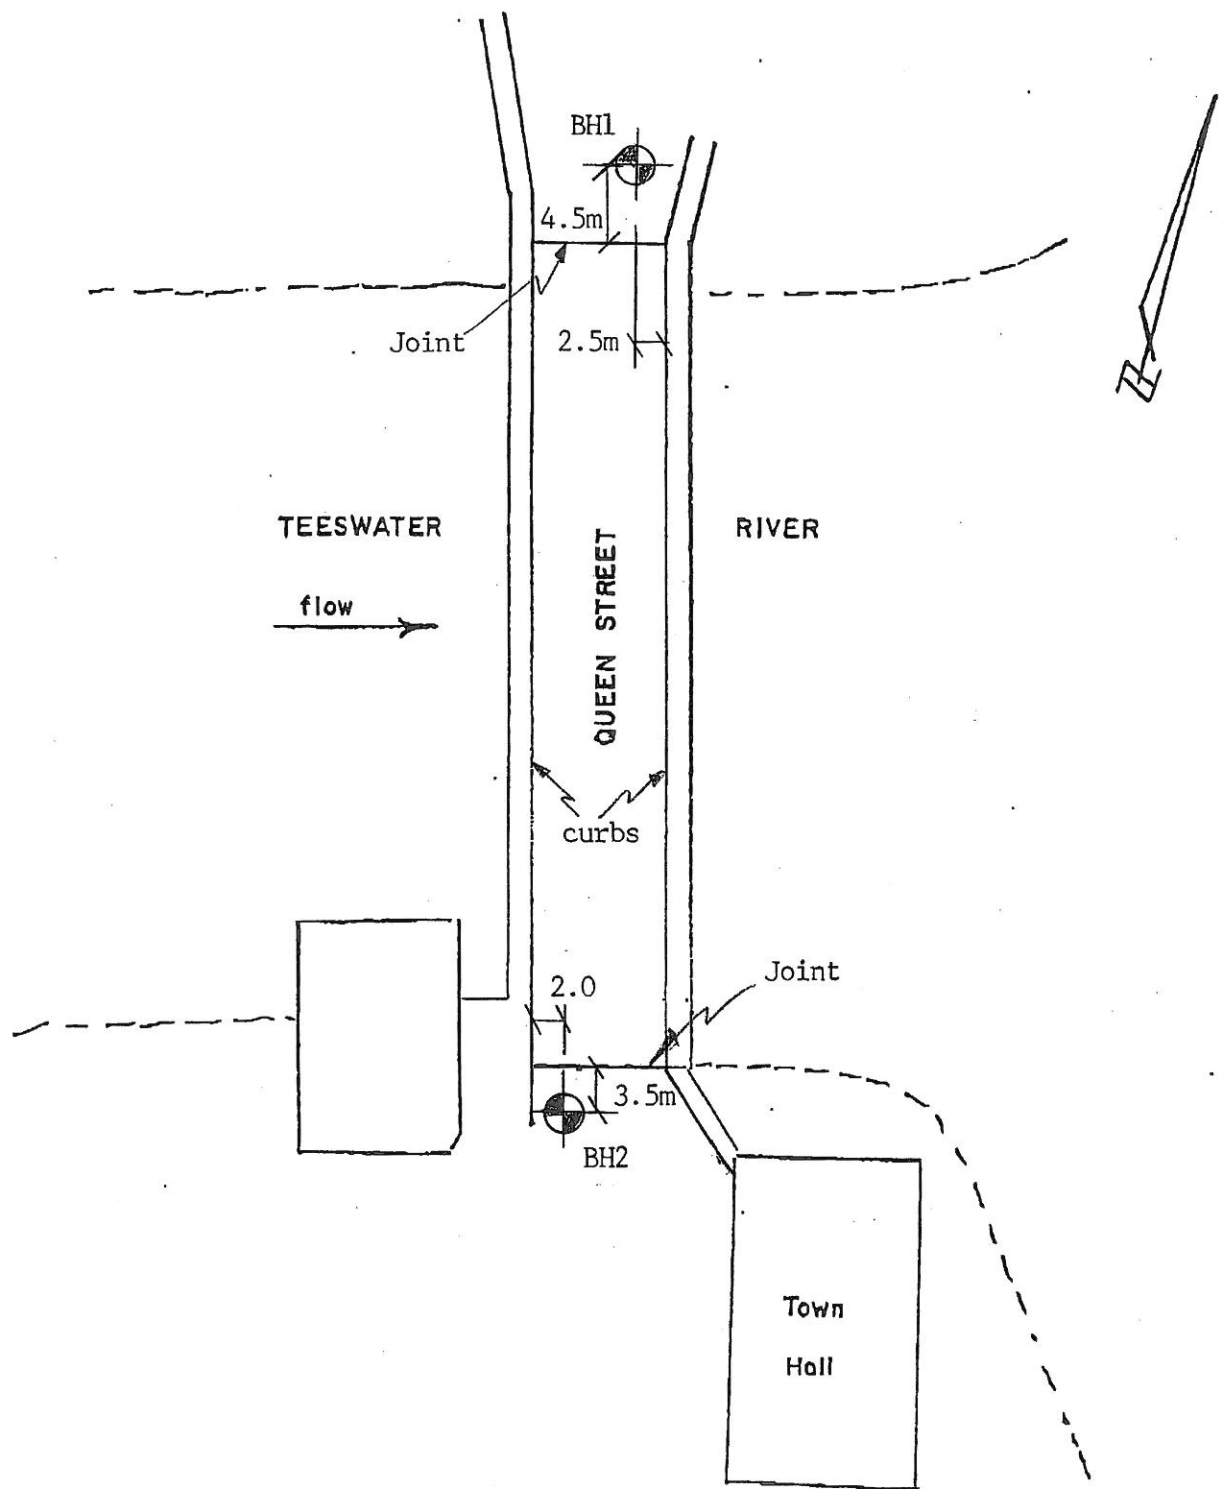 BH1
4.5m
Joint
2.5m
TEESWATER
RIVER
flow
QUEEN STREET
curbs
2.0
Joint
3.5m
BH2
Town
Hall
N